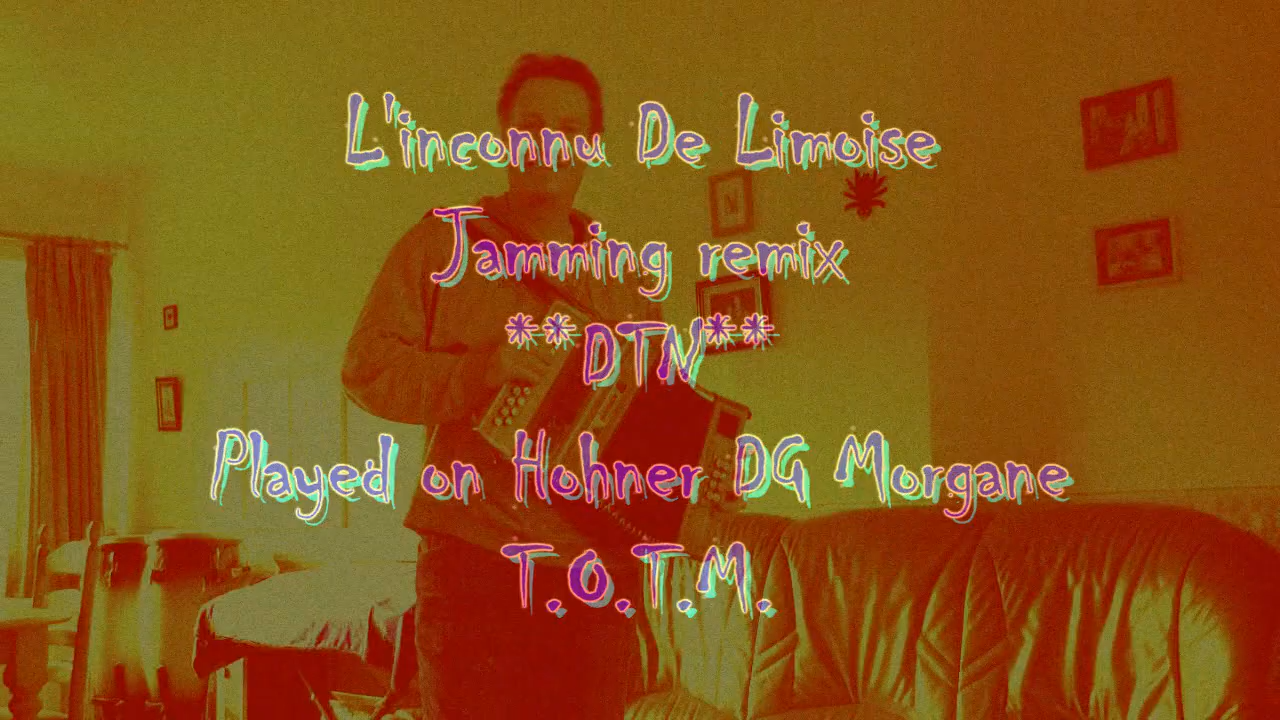 L'inconnu De Limoise
Jamming remix
**DTN**
Played on Hohner DG Morgane
T.O.T.M.